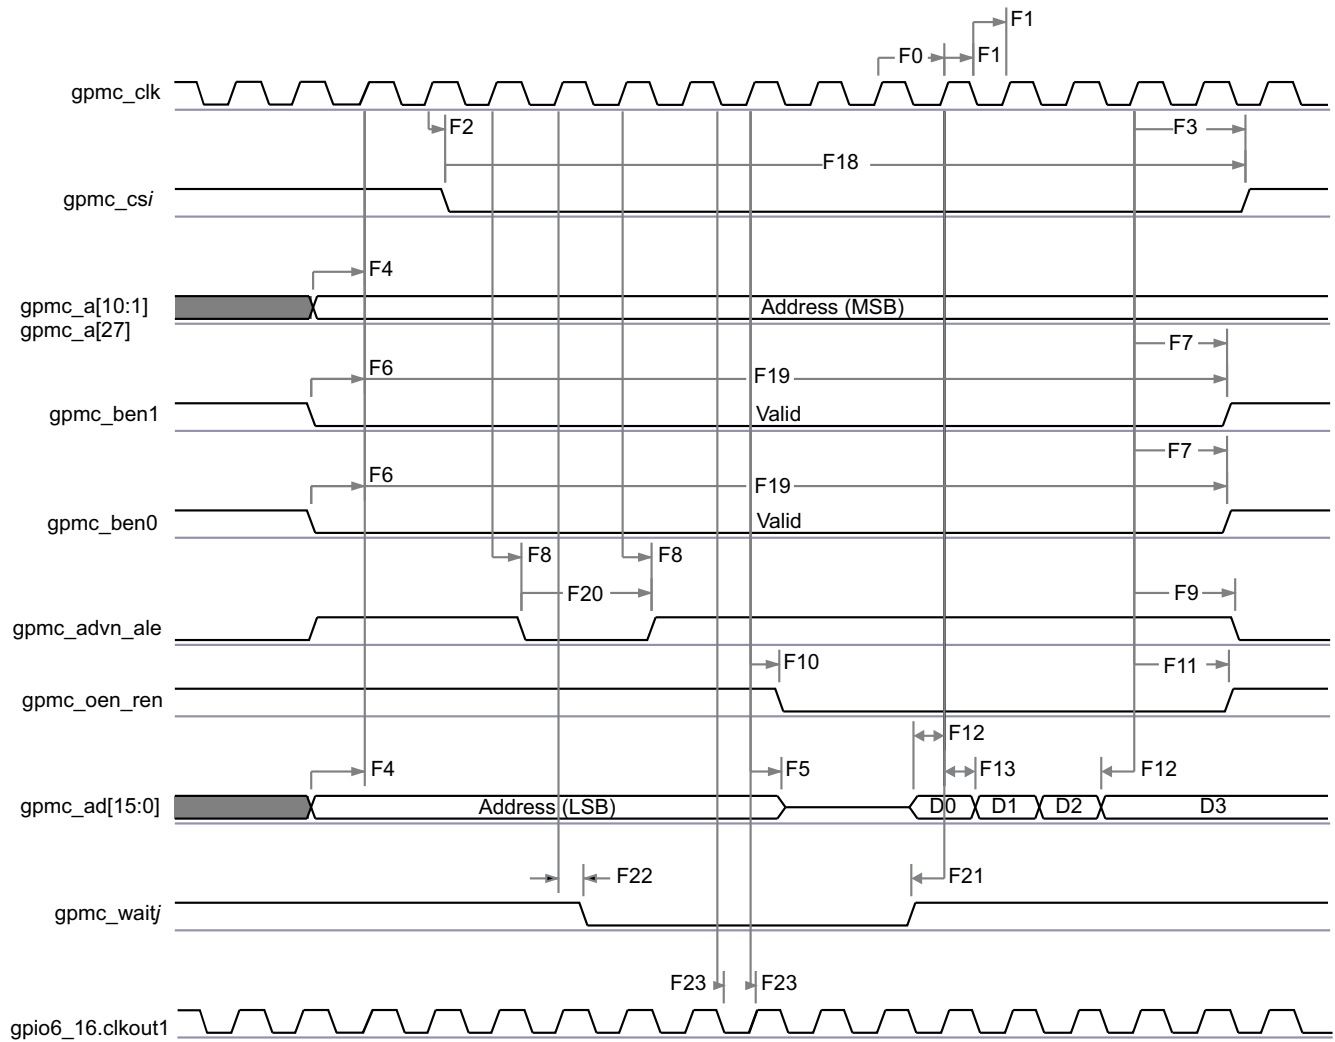 F1
F0 F1
gpmc_clk
F2 F3
F18
gpmc_csi
F4
gpmc_a[10:1] Address (MSB)
gpmc_a[27]
F7
F6 F19
gpmc_ben1 Valid
F7
F6 F19
gpmc_ben0 Valid
F8 F8
F20 F9
gpmc_advn_ale
F10 F11
gpmc_oen_ren
F12
F4 F5 F13 F12
gpmc_ad[15:0] Address (LSB) D0 D1 D2 D3
F22 F21
gpmc_waitj
F23 F23
gpio6_16.clkout1